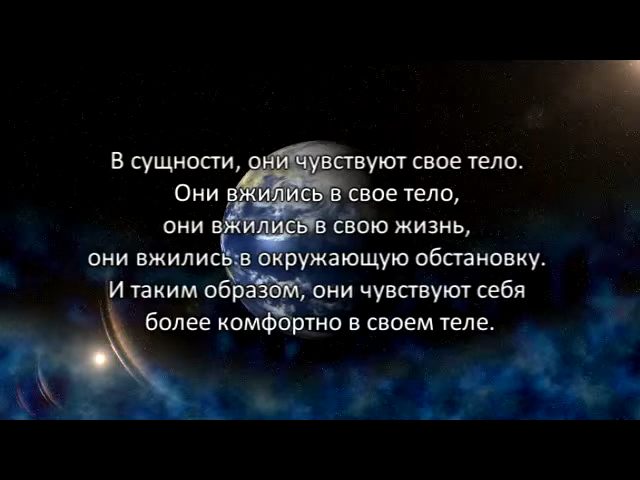 В сущности, они чувствуют свое тело.
Они вжились в свое тело,
они вжились в свою жизнь,
они вжились в окружающую обстановку.
И таким образом, они чувствуют себя
более комфортно в своем теле.